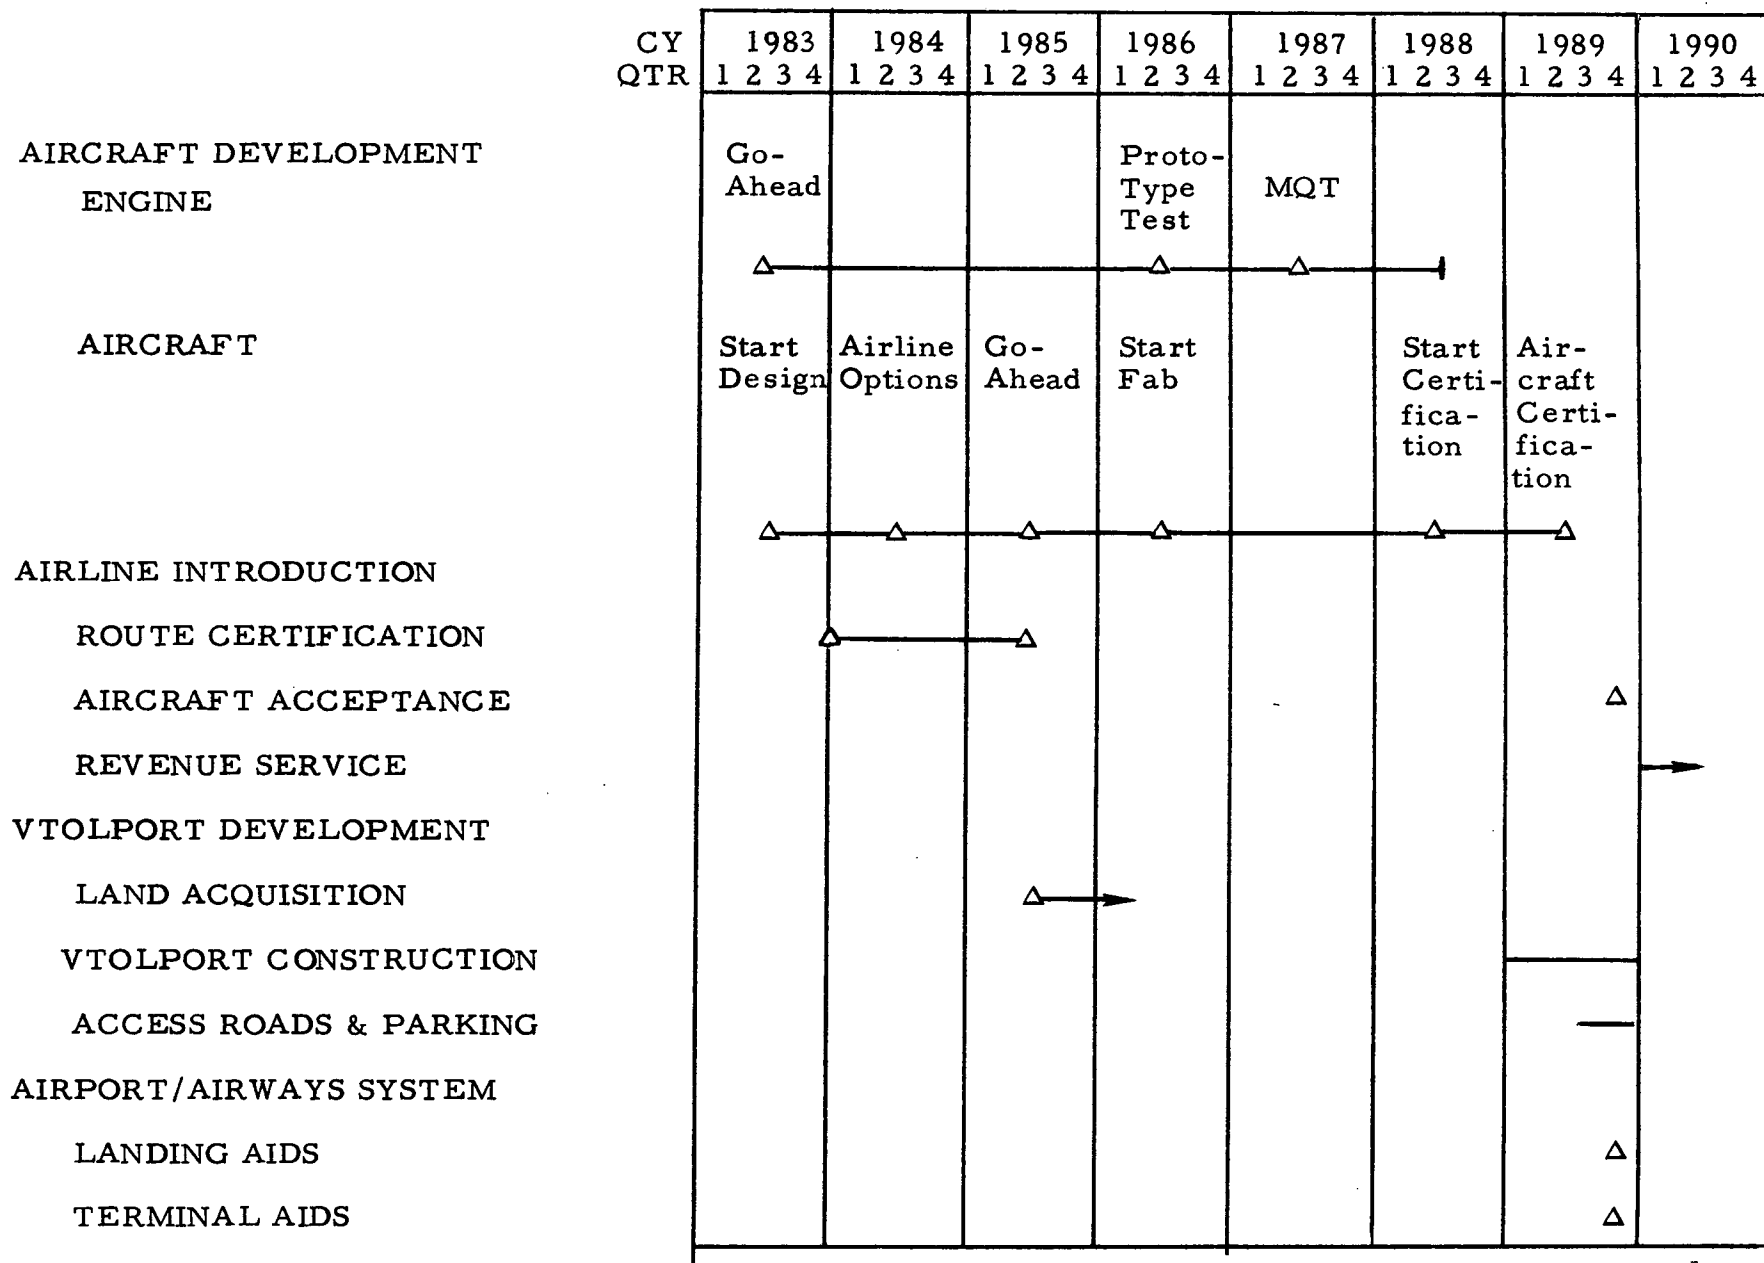 CY 1983 1984 1985 1986 1987 1988 1989 1990
QTR 1 2 3 4 1 2 3 4 1 2 3 4 1 2 3 4 1 2 3 4 1 2 3 4 1 2 3 4 1 2 3 4
AIRCRAFT DEVELOPMENT
ENGINE
Go-
Ahead
Proto-
Type
Test
MQT
AIRCRAFT
Start
Design
Airline
Options
Go-
Ahead
Start
Fab
Start
Certi-
fica-
tion
Air-
craft
Certi-
fica-
tion
AIRLINE INTRODUCTION
ROUTE CERTIFICATION
AIRCRAFT ACCEPTANCE
REVENUE SERVICE
VTOLPORT DEVELOPMENT
LAND ACQUISITION
VTOLPORT CONSTRUCTION
ACCESS ROADS & PARKING
AIRPORT/AIRWAYS SYSTEM
LANDING AIDS
TERMINAL AIDS